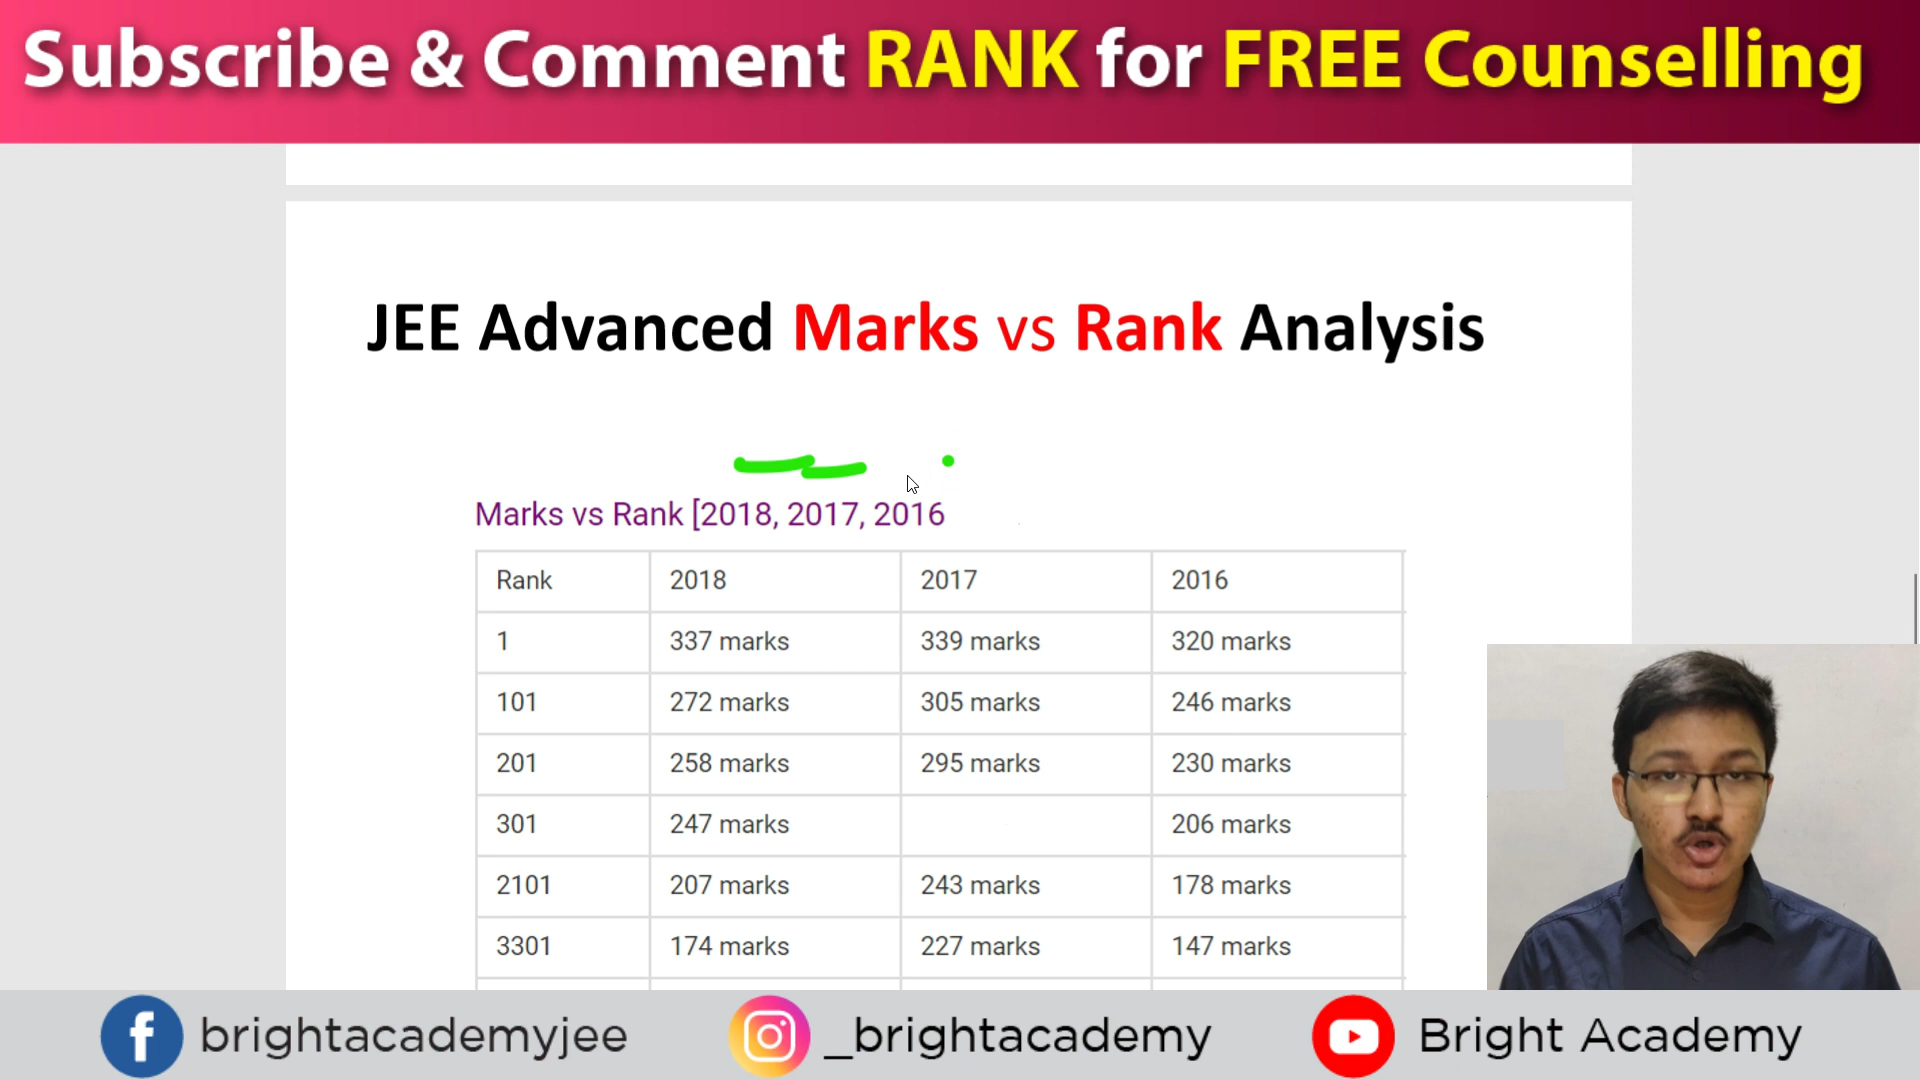 Subscribe & Comment RANK for FREE Counselling
JEE Advanced Marks vs Rank Analysis
Marks vs Rank [2018, 2017, 2016
Rank 2018 2017 2016
1 337 marks 339 marks 320 marks
101 272 marks 305 marks 246 marks
201 258 marks 295 marks 230 marks
301 247 marks 206 marks
2101 207 marks 243 marks 178 marks
3301 174 marks 227 marks 147 marks
brightacademyjee _brightacademy Bright Academy